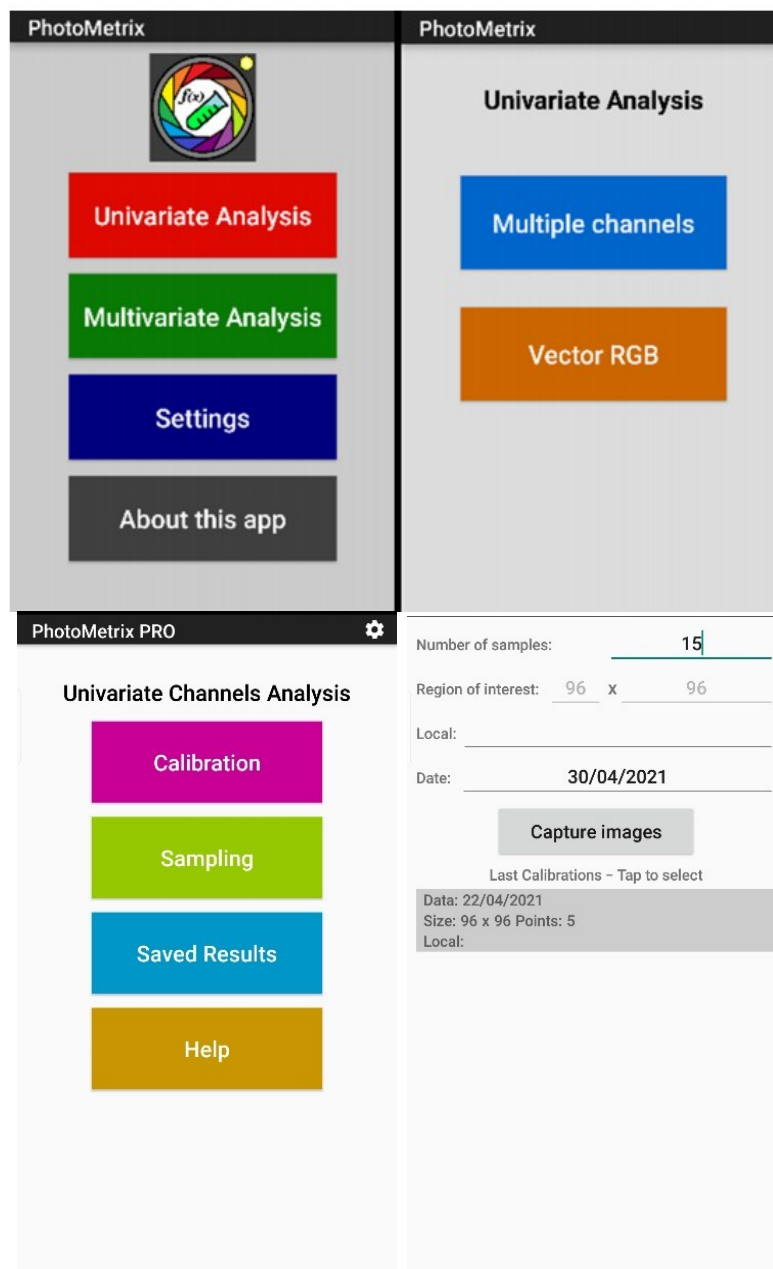 PhotoMetrix
f(x)
Univariate Analysis
Multivariate Analysis
Settings
About this app
PhotoMetrix
Univariate Analysis
Multiple channels
Vector RGB
PhotoMetrix PRO
Univariate Channels Analysis
Calibration
Sampling
Saved Results
Help
Number of samples: 15
Region of interest: 96 x 96
Local:
Date: 30/04/2021
Capture images
Last Calibrations - Tap to select
Data: 22/04/2021
Size: 96 x 96 Points: 5
Local: